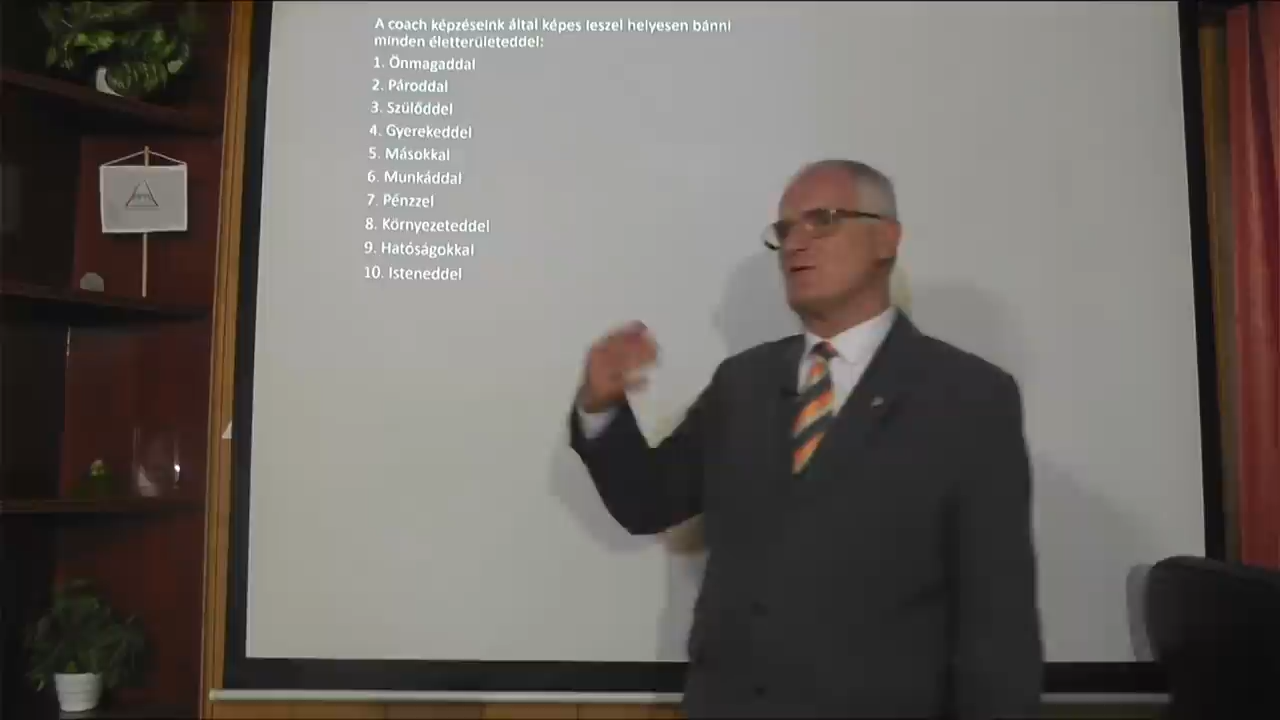 A coach képzéseink által képes leszel helyesen bánni
minden életterületeddel:
1. Önmagaddal
2. Pároddal
3. Szülőddel
4. Gyerekeddel
5. Másokkal
6. Munkáddal
7. Pénzzel
8. Környezeteddel
9. Hatóságokkal
10. Isteneddel